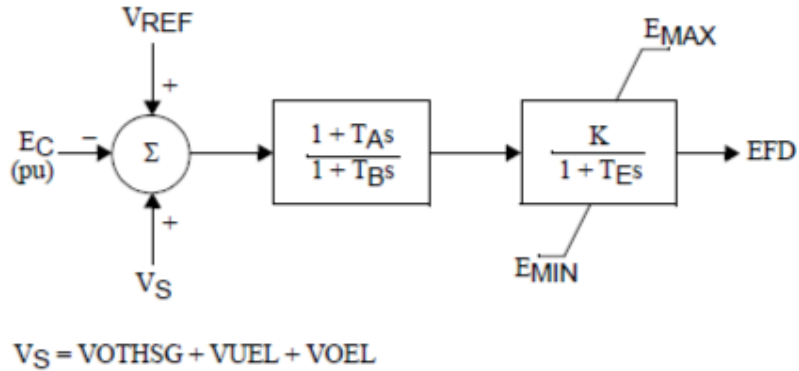 VREF
+
EC
(pu)
−
Σ
+
VS
1 + TAs
1 + TBs
K
1 + TEs
EMAX
EMIN
EFD
VS = VOTHSG + VUEL + VOEL